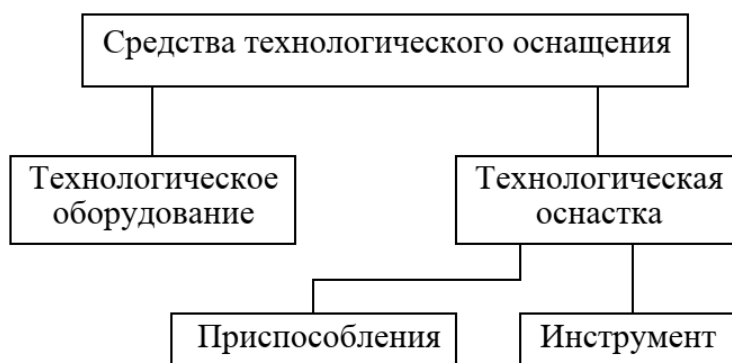 Средства технологического оснащения
Технологическое
оборудование
Технологическая
оснастка
Приспособления
Инструмент